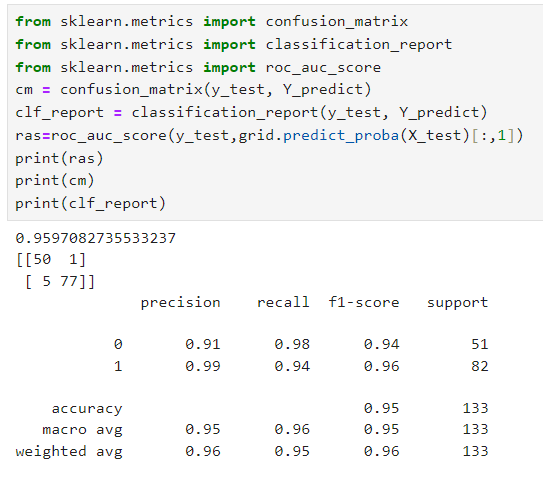 from sklearn.metrics import confusion_matrix
from sklearn.metrics import classification_report
from sklearn.metrics import roc_auc_score
cm = confusion_matrix(y_test, Y_predict)
clf_report = classification_report(y_test, Y_predict)
ras=roc_auc_score(y_test,grid.predict_proba(X_test)[:,1])
print(ras)
print(cm)
print(clf_report)
0.9597082735533237
[[50  1]
 [ 5 77]]
              precision    recall  f1-score   support

           0       0.91      0.98      0.94        51
           1       0.99      0.94      0.96        82

    accuracy                           0.95       133
   macro avg       0.95      0.96      0.95       133
weighted avg       0.96      0.95      0.96       133